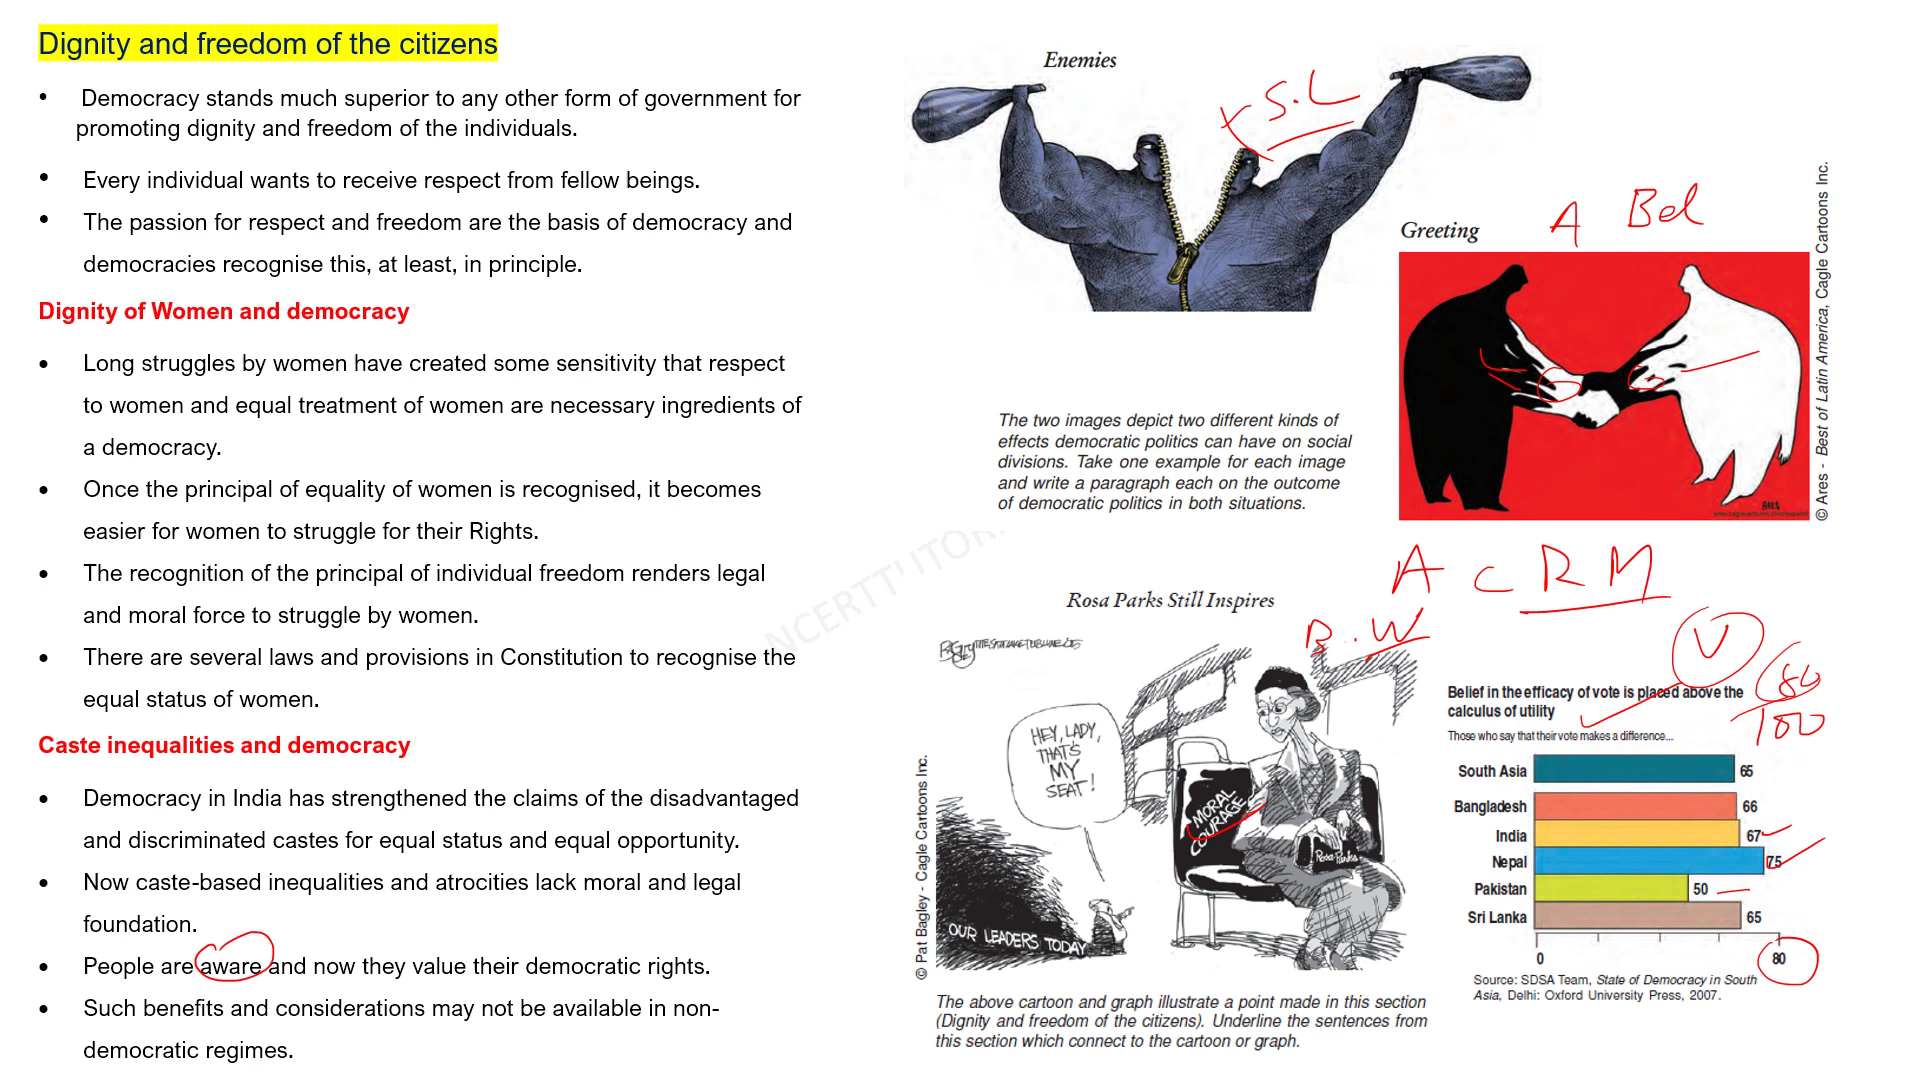 Dignity and freedom of the citizens
• Democracy stands much superior to any other form of government for
promoting dignity and freedom of the individuals.
• Every individual wants to receive respect from fellow beings.
• The passion for respect and freedom are the basis of democracy and
democracies recognise this, at least, in principle.
Dignity of Women and democracy
• Long struggles by women have created some sensitivity that respect
to women and equal treatment of women are necessary ingredients of
a democracy.
• Once the principal of equality of women is recognised, it becomes
easier for women to struggle for their Rights.
• The recognition of the principal of individual freedom renders legal
and moral force to struggle by women.
• There are several laws and provisions in Constitution to recognise the
equal status of women.
Caste inequalities and democracy
• Democracy in India has strengthened the claims of the disadvantaged
and discriminated castes for equal status and equal opportunity.
• Now caste-based inequalities and atrocities lack moral and legal
foundation.
• People are aware and now they value their democratic rights.
• Such benefits and considerations may not be available in non-
democratic regimes.
Enemies
S.L
Greeting
A Bel
© Ares - Best of Latin America, Cagle Cartoons Inc.
ARES
The two images depict two different kinds of
effects democratic politics can have on social
divisions. Take one example for each image
and write a paragraph each on the outcome
of democratic politics in both situations.
A C R M
Rosa Parks Still Inspires
B.W
HEY, LADY,
THAT'S
MY
SEAT!
MORAL
COURAGE
Rosa Parks
OUR LEADERS TODAY
© Pat Bagley - Cagle Cartoons Inc.
The above cartoon and graph illustrate a point made in this section
(Dignity and freedom of the citizens). Underline the sentences from
this section which connect to the cartoon or graph.
V
80
100
Belief in the efficacy of vote is placed above the
calculus of utility
Those who say that their vote makes a difference...
South Asia 65
Bangladesh 66
India 67
Nepal 75
Pakistan 50
Sri Lanka 65
0 80
Source: SDSA Team, State of Democracy in South
Asia, Delhi: Oxford University Press, 2007.